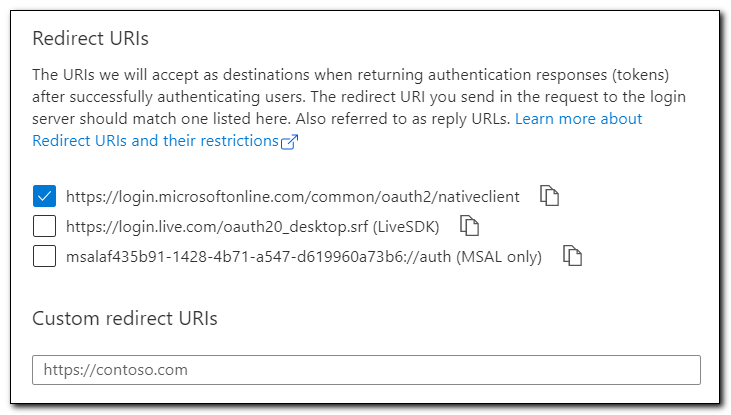 Redirect URIs
The URIs we will accept as destinations when returning authentication responses (tokens)
after successfully authenticating users. The redirect URI you send in the request to the login
server should match one listed here. Also referred to as reply URLs. Learn more about
Redirect URIs and their restrictions
https://login.microsoftonline.com/common/oauth2/nativeclient
https://login.live.com/oauth20_desktop.srf (LiveSDK)
msalaf435b91-1428-4b71-a547-d619960a73b6://auth (MSAL only)
Custom redirect URIs
https://contoso.com